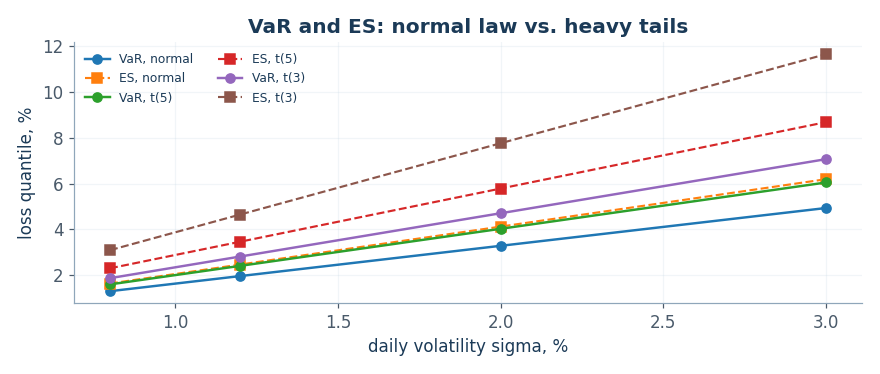 VaR and ES: normal law vs. heavy tails
VaR, normal
ES, normal
VaR, t(5)
ES, t(5)
VaR, t(3)
ES, t(3)
loss quantile, %
12
10
8
6
4
2
1.0
1.5
2.0
2.5
3.0
daily volatility sigma, %